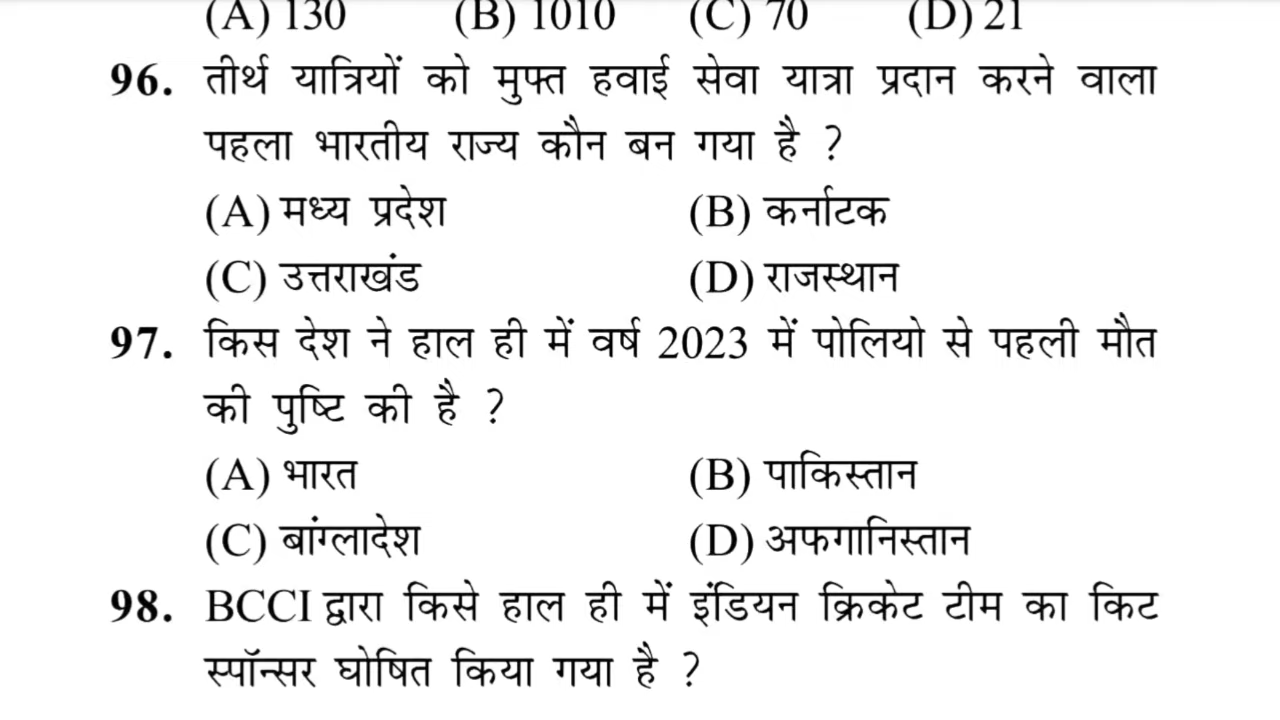 (A) 130 (B) 1010 (C) 70 (D) 21
96. तीर्थ यात्रियों को मुफ्त हवाई सेवा यात्रा प्रदान करने वाला
पहला भारतीय राज्य कौन बन गया है ?
(A) मध्य प्रदेश (B) कर्नाटक
(C) उत्तराखंड (D) राजस्थान
97. किस देश ने हाल ही में वर्ष 2023 में पोलियो से पहली मौत
की पुष्टि की है ?
(A) भारत (B) पाकिस्तान
(C) बांग्लादेश (D) अफगानिस्तान
98. BCCI द्वारा किसे हाल ही में इंडियन क्रिकेट टीम का किट
स्पॉन्सर घोषित किया गया है ?